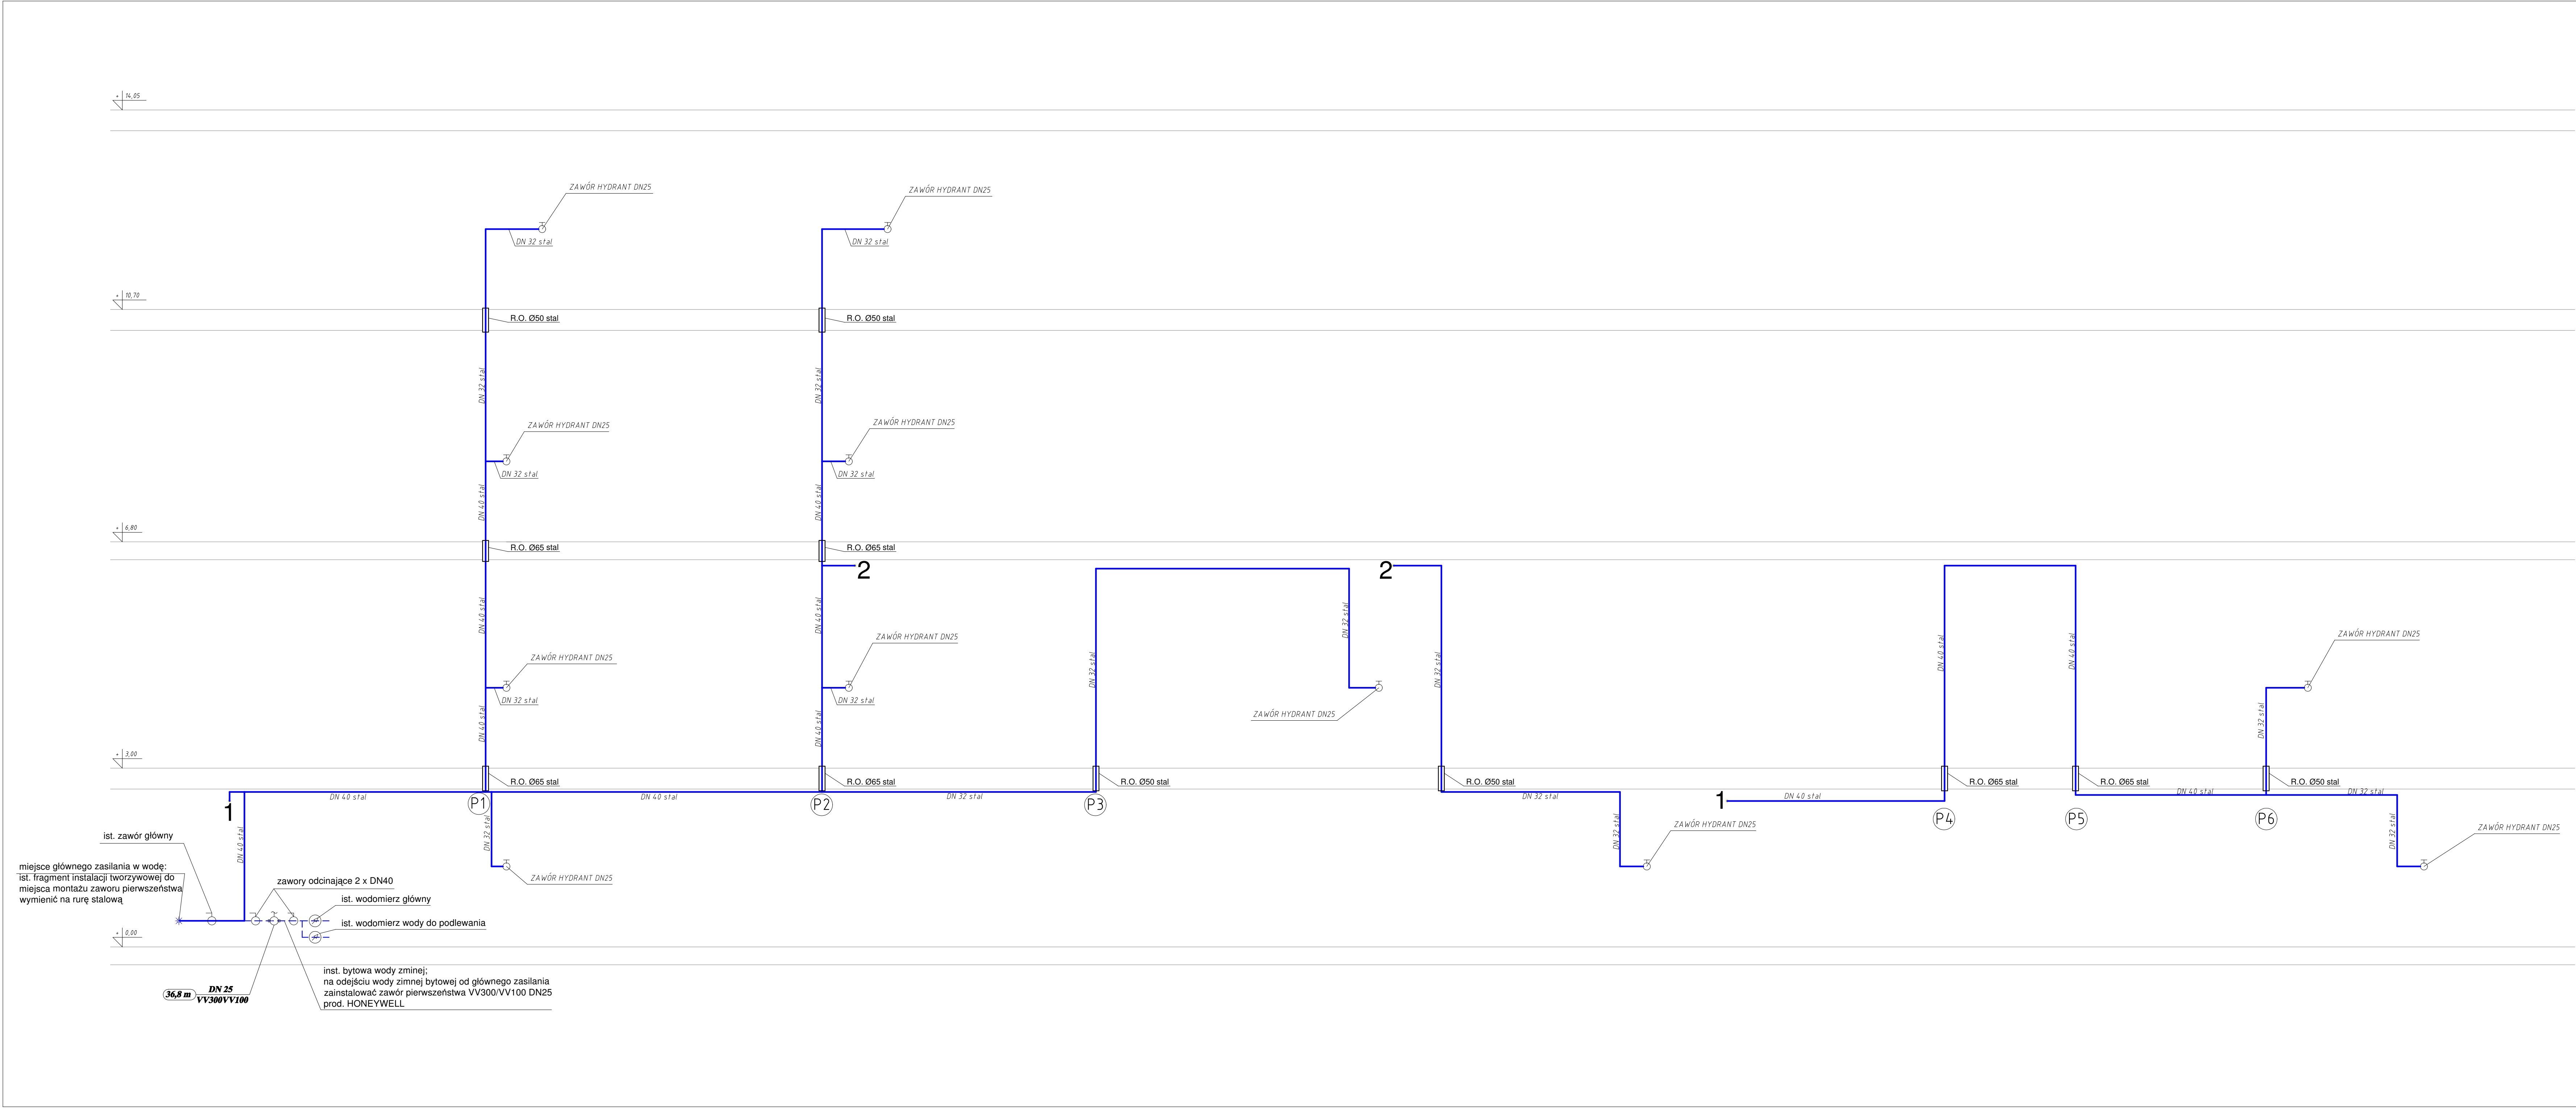 + 14,05
ZAWÓR HYDRANT DN25
ZAWÓR HYDRANT DN25
DN 32 stal
DN 32 stal
+ 10,70
R.O. Ø50 stal
R.O. Ø50 stal
DN 32 stal
DN 32 stal
ZAWÓR HYDRANT DN25
ZAWÓR HYDRANT DN25
DN 32 stal
DN 32 stal
DN 40 stal
DN 40 stal
+ 6,80
R.O. Ø65 stal
R.O. Ø65 stal
2
2
DN 40 stal
DN 40 stal
DN 32 stal
DN 32 stal
DN 32 stal
DN 40 stal
DN 40 stal
ZAWÓR HYDRANT DN25
ZAWÓR HYDRANT DN25
ZAWÓR HYDRANT DN25
DN 32 stal
DN 32 stal
ZAWÓR HYDRANT DN25
DN 32 stal
DN 40 stal
DN 40 stal
+ 3,00
R.O. Ø65 stal
R.O. Ø65 stal
R.O. Ø50 stal
R.O. Ø50 stal
R.O. Ø65 stal
R.O. Ø65 stal
R.O. Ø50 stal
DN 40 stal
DN 40 stal
DN 32 stal
DN 32 stal
DN 40 stal
DN 40 stal
DN 32 stal
1
P1
P2
P3
1
P4
P5
P6
DN 40 stal
DN 32 stal
DN 32 stal
DN 32 stal
ZAWÓR HYDRANT DN25
ZAWÓR HYDRANT DN25
ZAWÓR HYDRANT DN25
ist. zawór główny
miejsce głównego zasilania w wodę;
ist. fragment instalacji tworzywowej do
miejsca montażu zaworu pierwszeństwa
wymienić na rurę stalową
zawory odcinające 2 x DN40
ist. wodomierz główny
ist. wodomierz wody do podlewania
+ 0,00
inst. bytowa wody zminej;
na odejściu wody zimnej bytowej od głównego zasilania
zainstalować zawór pierwszeństwa VV300/VV100 DN25
prod. HONEYWELL
36,8 m
DN 25
VV300VV100